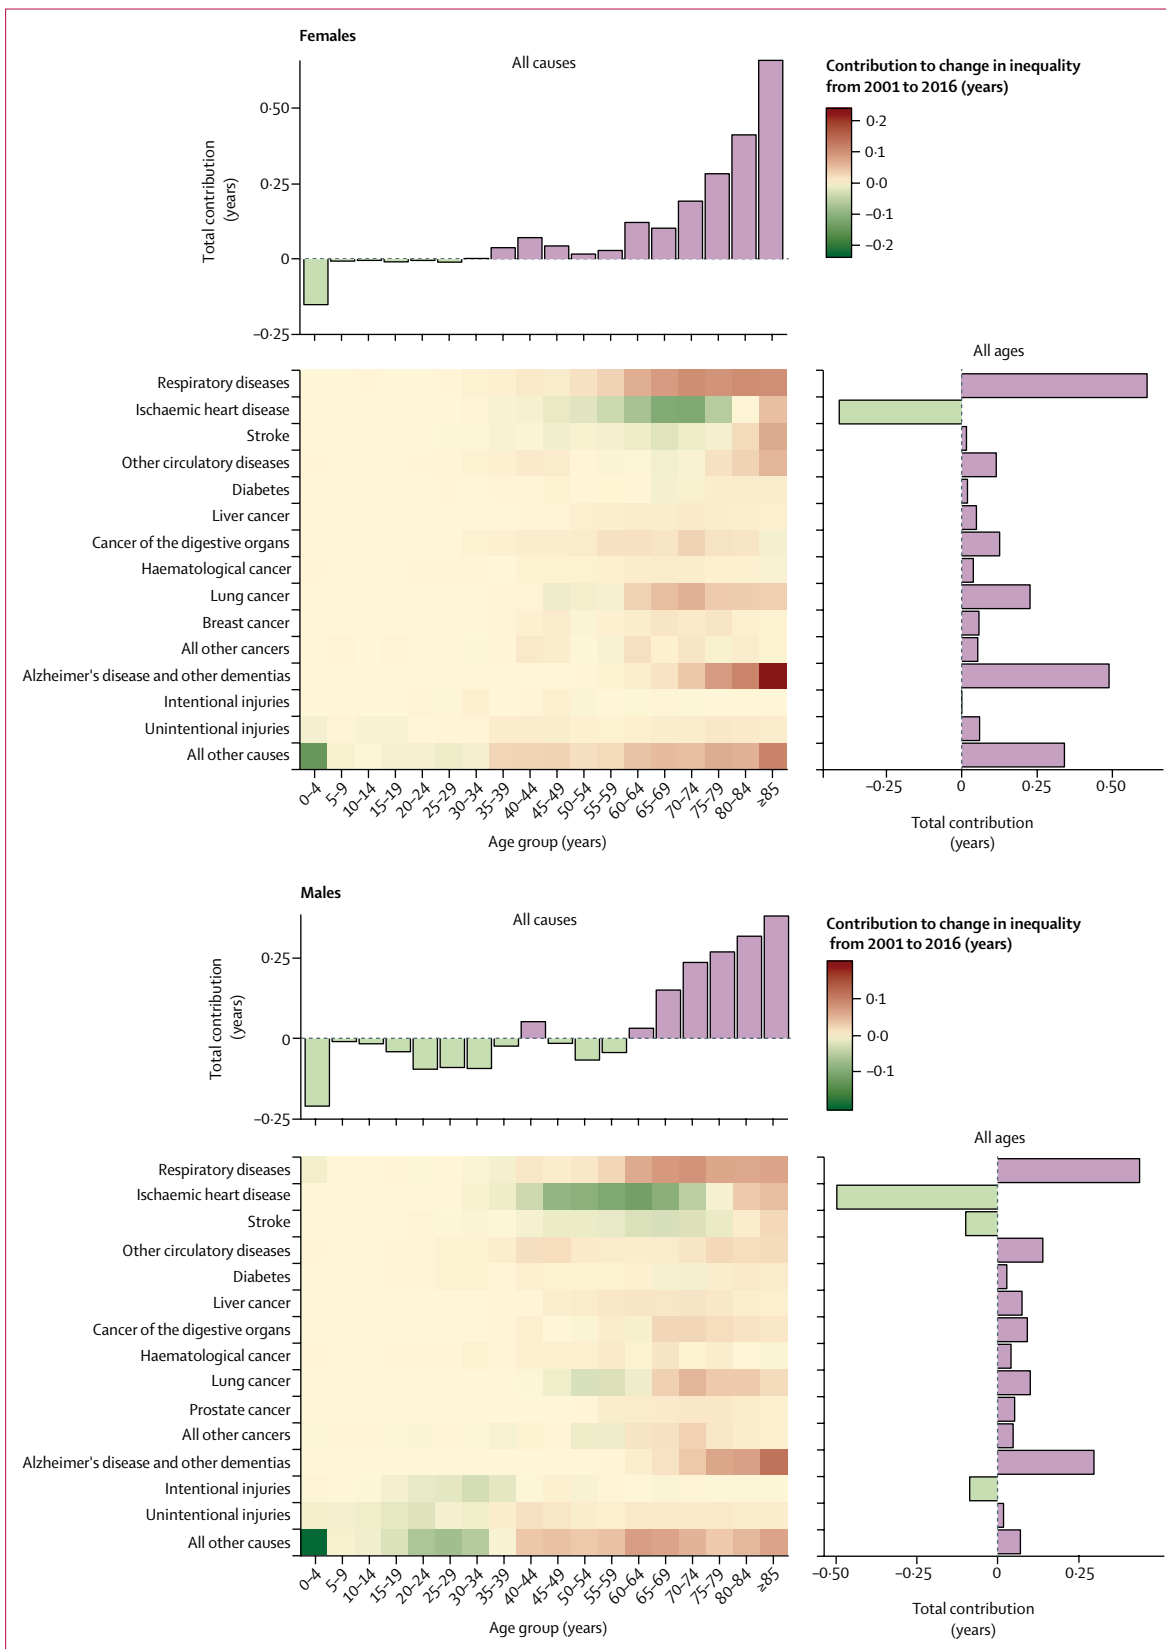 Females
All causes
Contribution to change in inequality
from 2001 to 2016 (years)
0·2
0·1
0·0
–0·1
–0·2
Total contribution
(years)
0·50
0·25
0
–0·25
All ages
Respiratory diseases
Ischaemic heart disease
Stroke
Other circulatory diseases
Diabetes
Liver cancer
Cancer of the digestive organs
Haematological cancer
Lung cancer
Breast cancer
All other cancers
Alzheimer's disease and other dementias
Intentional injuries
Unintentional injuries
All other causes
0–4
5–9
10–14
15–19
20–24
25–29
30–34
35–39
40–44
45–49
50–54
55–59
60–64
65–69
70–74
75–79
80–84
≥85
Age group (years)
–0·25
0
0·25
0·50
Total contribution
(years)
Males
All causes
Contribution to change in inequality
from 2001 to 2016 (years)
0·1
0·0
–0·1
Total contribution
(years)
0·25
0
–0·25
All ages
Respiratory diseases
Ischaemic heart disease
Stroke
Other circulatory diseases
Diabetes
Liver cancer
Cancer of the digestive organs
Haematological cancer
Lung cancer
Prostate cancer
All other cancers
Alzheimer's disease and other dementias
Intentional injuries
Unintentional injuries
All other causes
0–4
5–9
10–14
15–19
20–24
25–29
30–34
35–39
40–44
45–49
50–54
55–59
60–64
65–69
70–74
75–79
80–84
≥85
Age group (years)
–0·50
–0·25
0
0·25
Total contribution
(years)